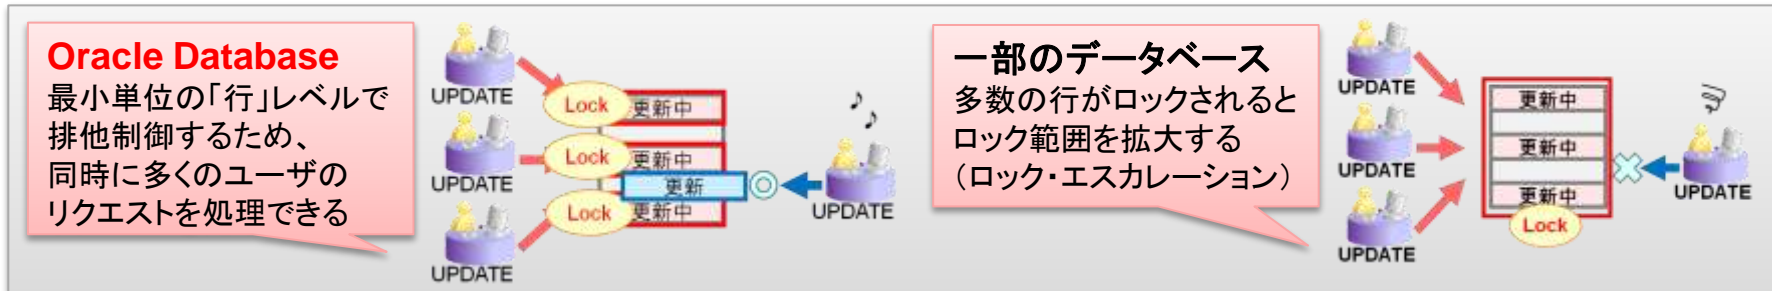 Oracle Database
最小単位の「行」レベルで
排他制御するため、
同時に多くのユーザの
リクエストを処理できる
UPDATE
UPDATE
UPDATE
Lock
更新中
Lock
更新中
更新
Lock
更新中
♪
♪
UPDATE
一部のデータベース
多数の行がロックされると
ロック範囲を拡大する
（ロック・エスカレーション）
UPDATE
UPDATE
UPDATE
更新中
更新中
更新中
Lock
UPDATE